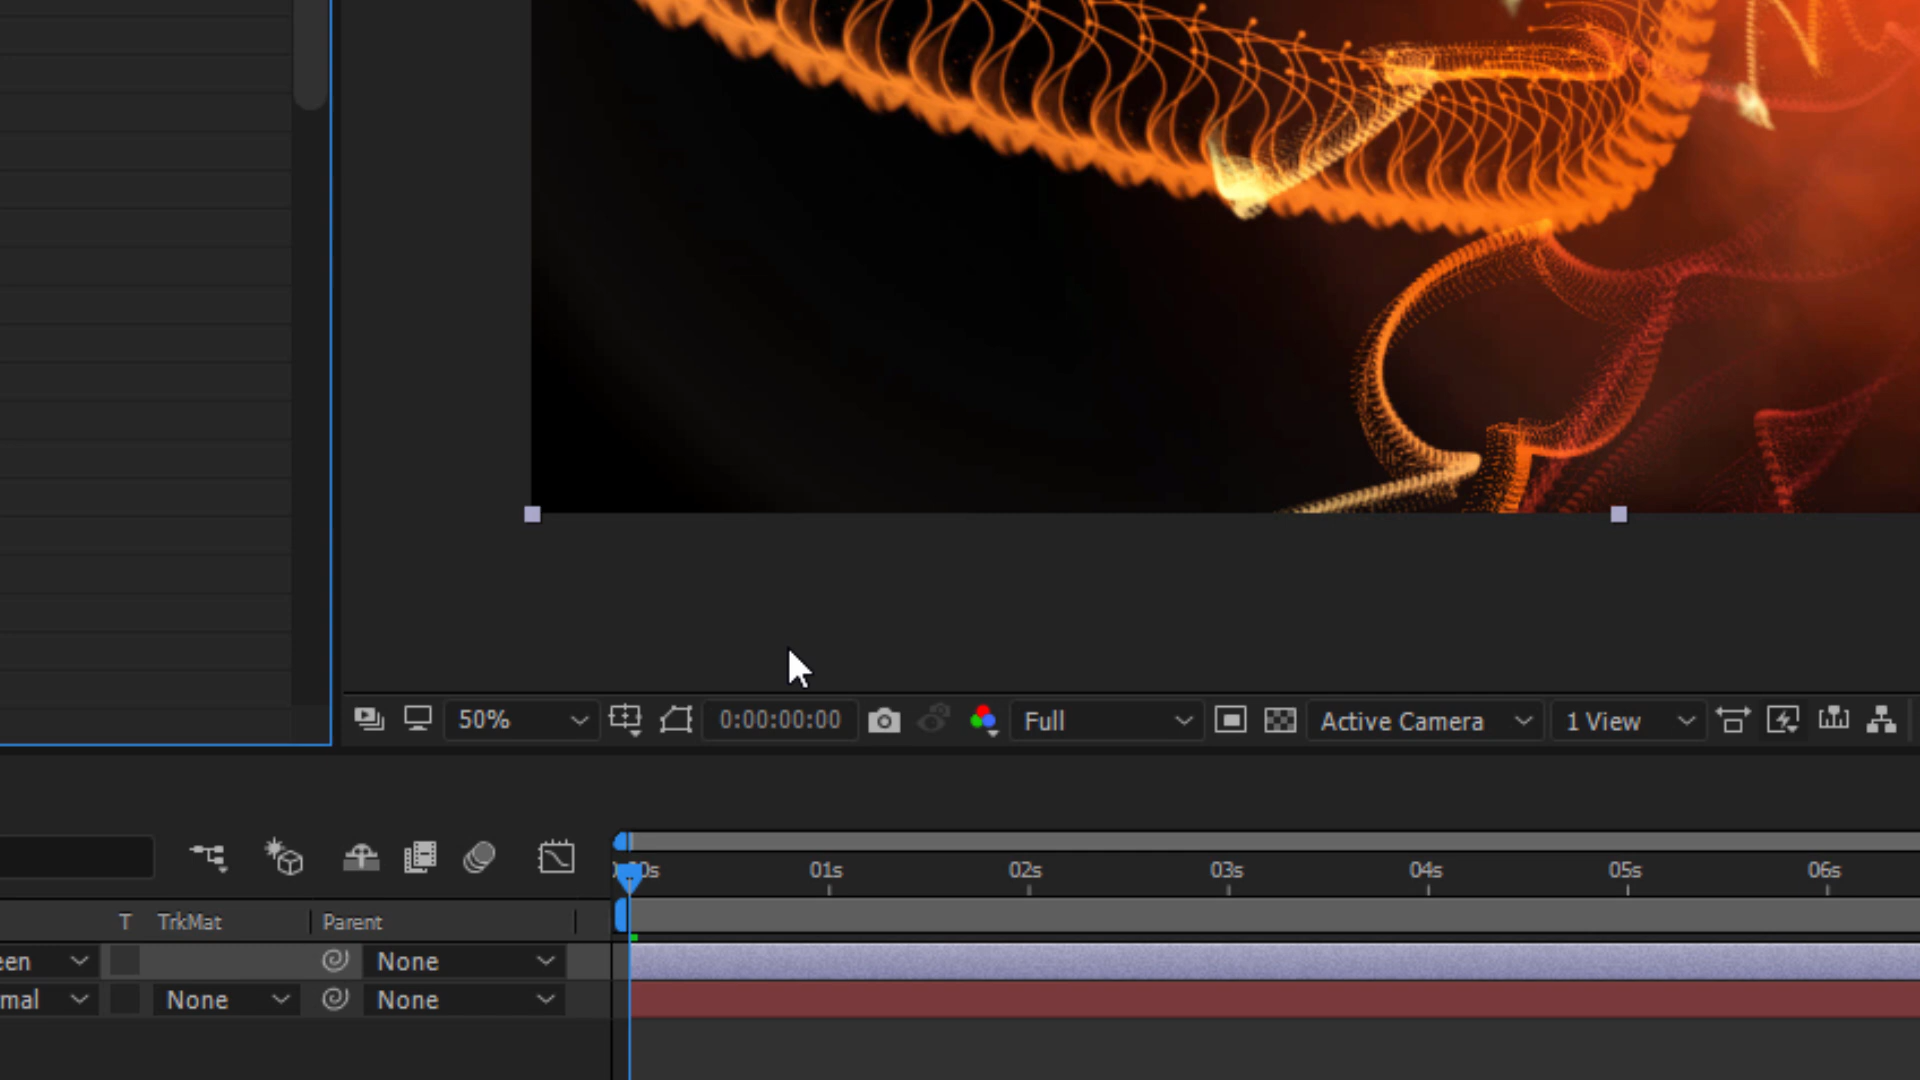 50% 0:00:00:00 Full Active Camera 1 View
01s 02s 03s 04s 05s 06s
T TrkMat Parent
een None
mal None None